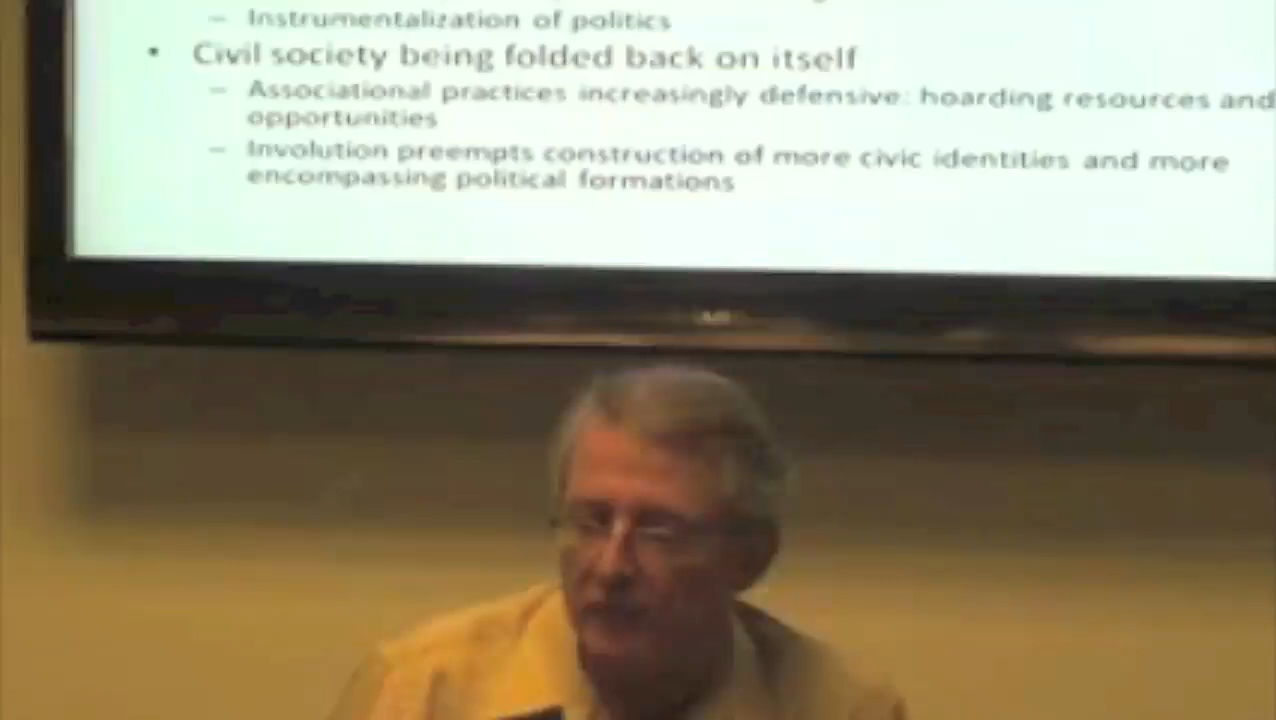 – Instrumentalization of politics
• Civil society being folded back on itself
– Associational practices increasingly defensive: hoarding resources and
opportunities
– Involution preempts construction of more civic identities and more
encompassing political formations